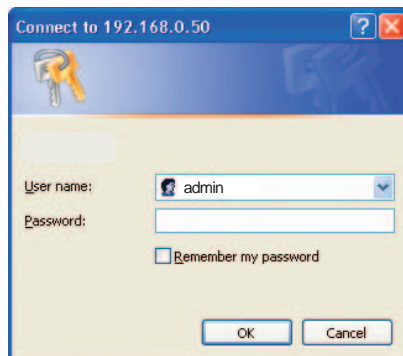 Connect to 192.168.0.50
User name:
admin
Password:
Remember my password
OK
Cancel